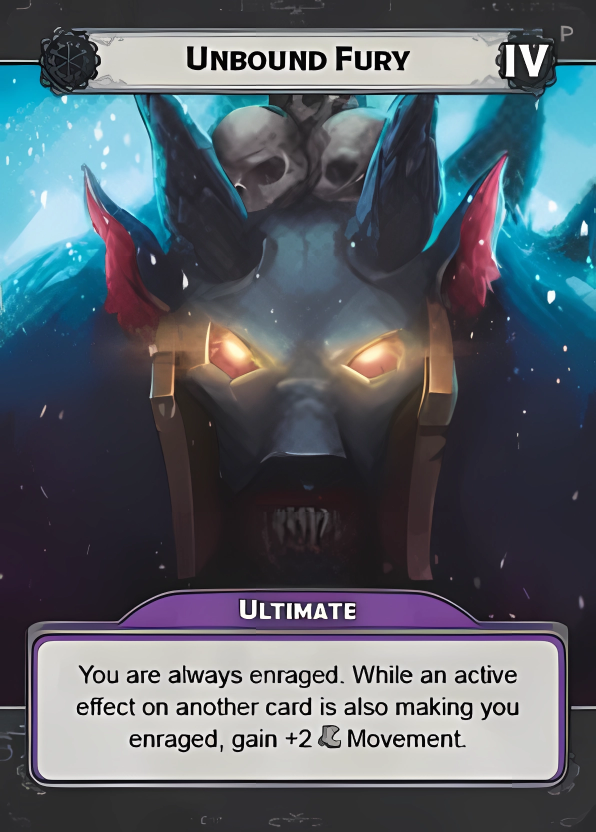 P
UNBOUND FURY
IV
ULTIMATE
You are always enraged. While an active
effect on another card is also making you
enraged, gain +2 Movement.